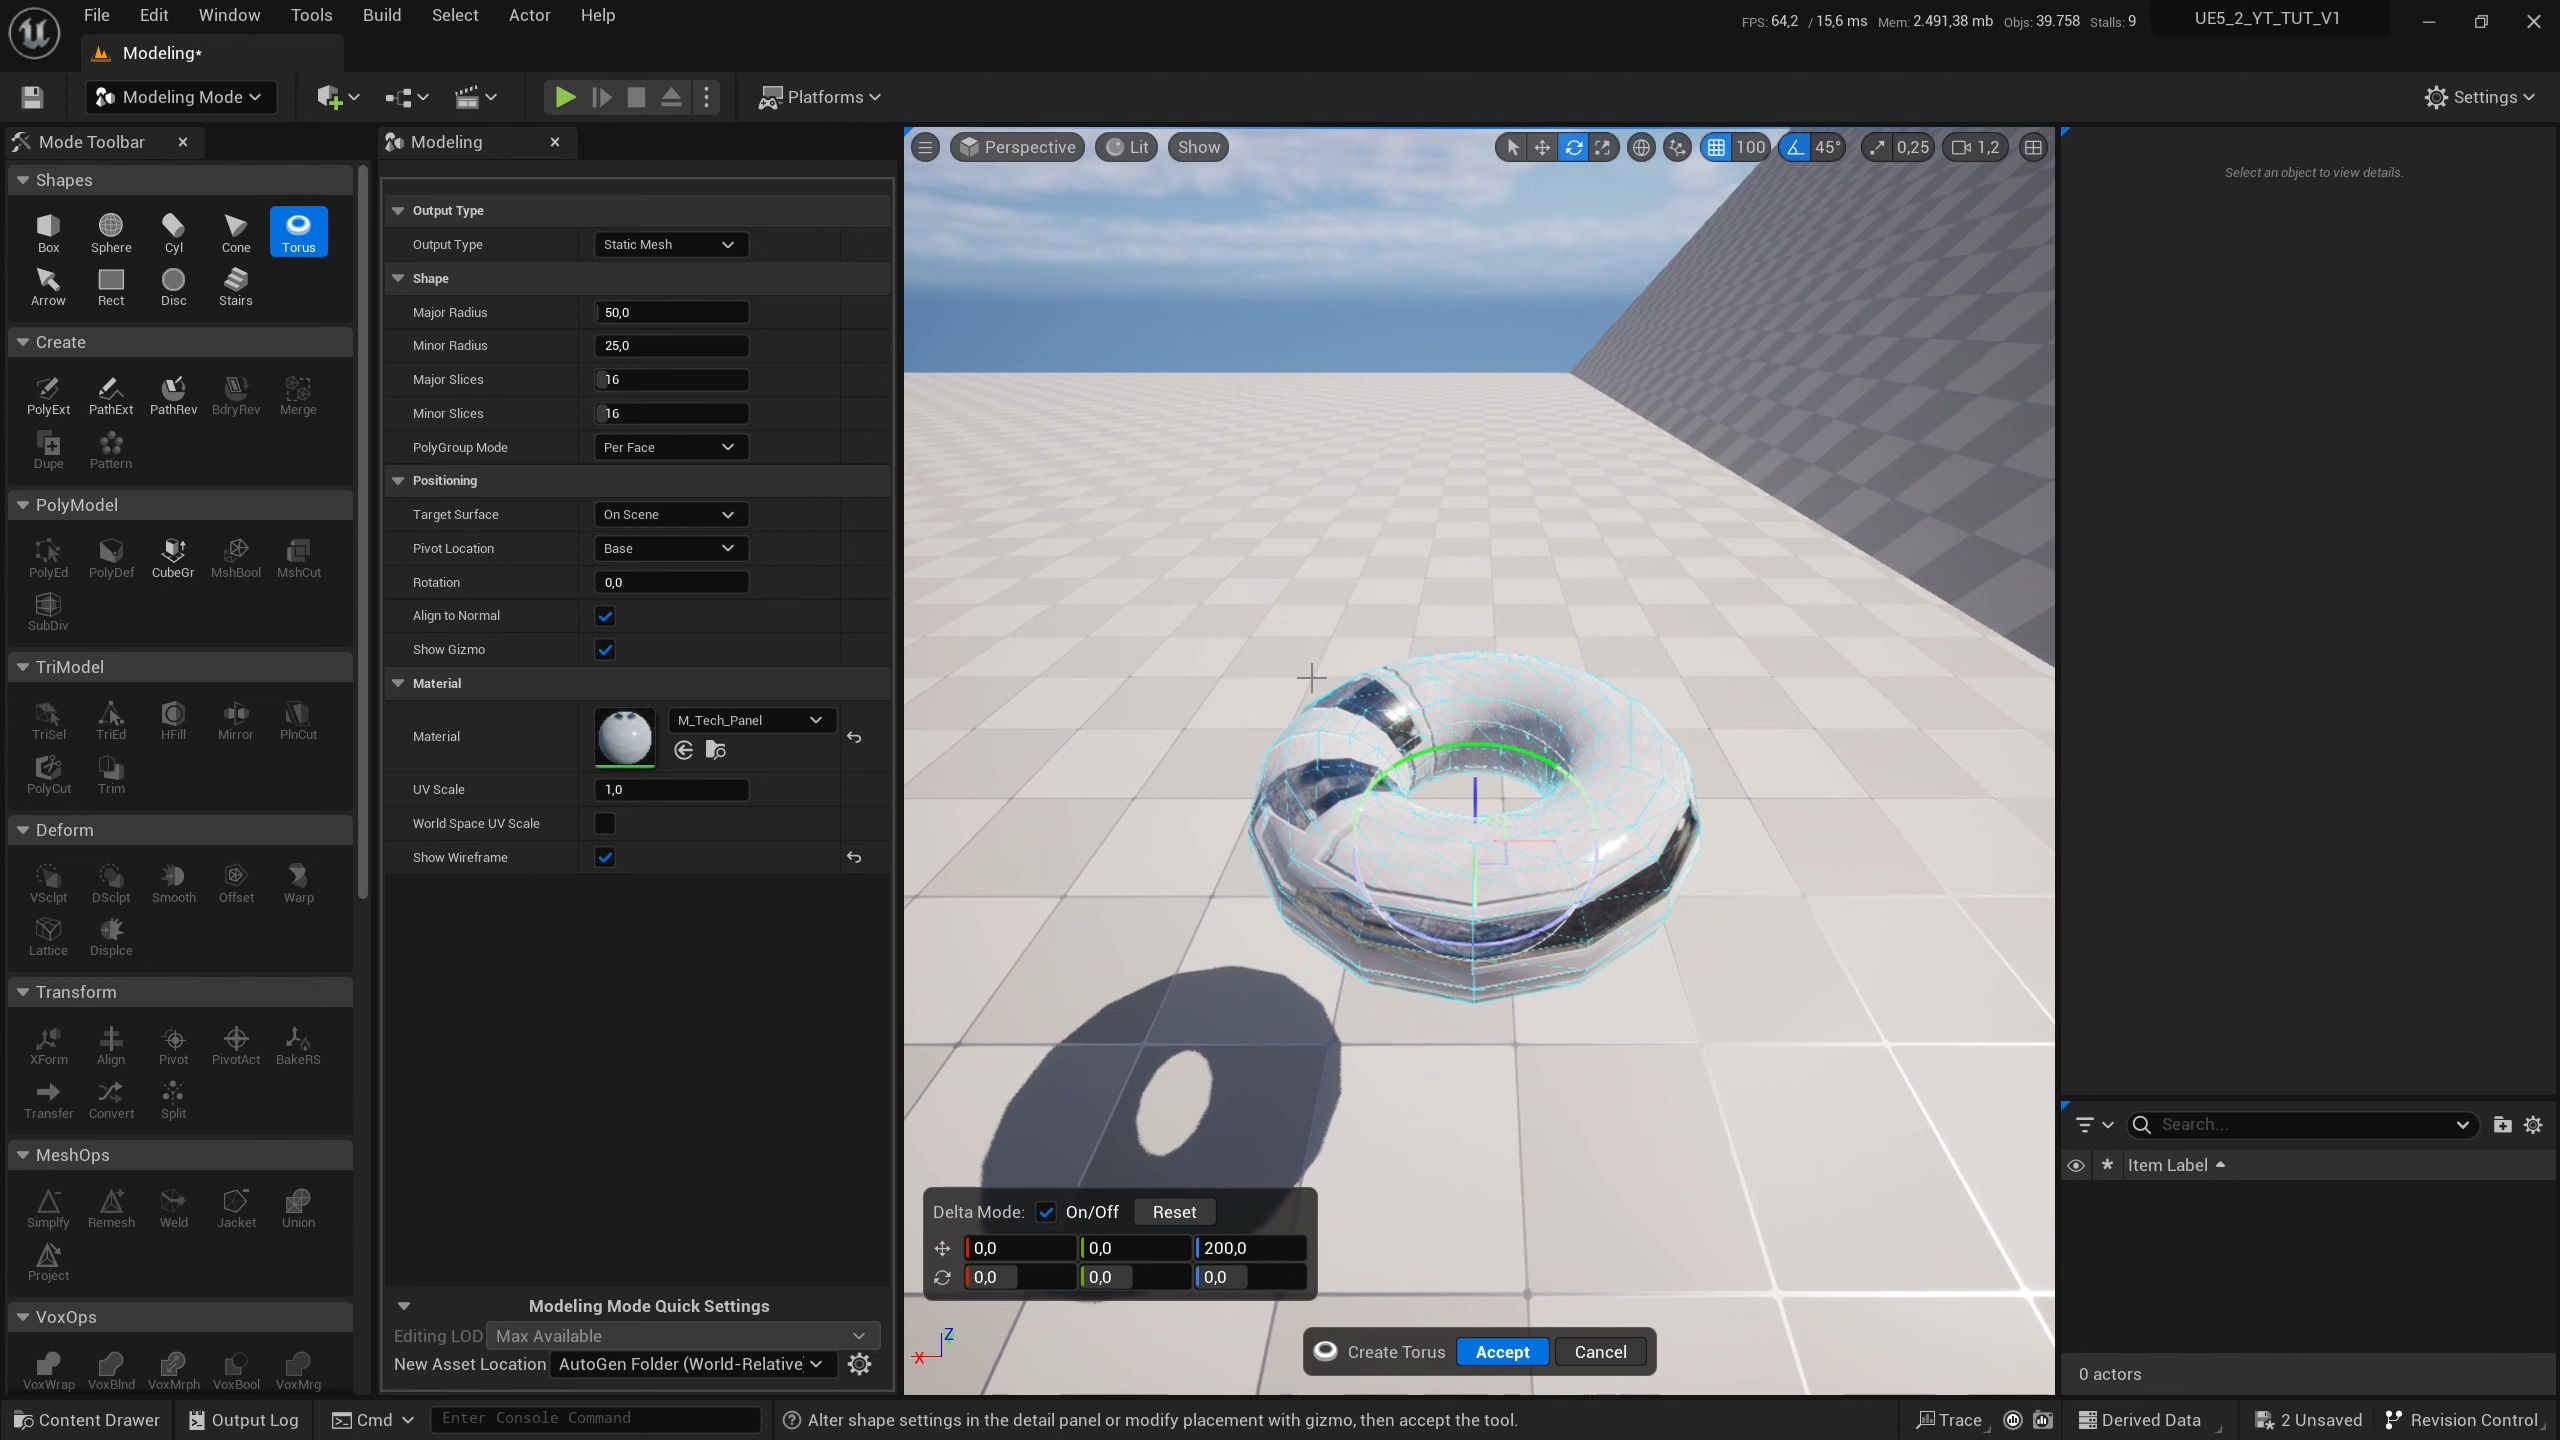 File Edit Window Tools Build Select Actor Help
FPS: 64,2 / 15,6 ms Mem: 2.491,38 mb Objs: 39.758 Stalls: 9
UE5_2_YT_TUT_V1
Modeling*
Modeling Mode
Platforms
Settings
Mode Toolbar
Shapes
Box Sphere Cyl Cone Torus
Arrow Rect Disc Stairs
Create
PolyExt PathExt PathRev BdryRev Merge
Dupe Pattern
PolyModel
PolyEd PolyDef CubeGr MshBool MshCut
SubDiv
TriModel
TriSel TriEd HFill Mirror PlnCut
PolyCut Trim
Deform
VSclpt DSclpt Smooth Offset Warp
Lattice Displce
Transform
XForm Align Pivot PivotAct BakeRS
Transfer Convert Split
MeshOps
Simplfy Remesh Weld Jacket Union
Project
VoxOps
VoxWrap VoxBlnd VoxMrph VoxBool VoxMrg
Modeling
Output Type
Output Type Static Mesh
Shape
Major Radius 50,0
Minor Radius 25,0
Major Slices 16
Minor Slices 16
PolyGroup Mode Per Face
Positioning
Target Surface On Scene
Pivot Location Base
Rotation 0,0
Align to Normal
Show Gizmo
Material
Material M_Tech_Panel
UV Scale 1,0
World Space UV Scale
Show Wireframe
Modeling Mode Quick Settings
Editing LOD Max Available
New Asset Location AutoGen Folder (World-Relative)
Perspective Lit Show
100 45° 0,25 1,2
Delta Mode: On/Off Reset
0,0 0,0 200,0
0,0 0,0 0,0
Z
X
Create Torus Accept Cancel
Select an object to view details.
Search...
Item Label
0 actors
Content Drawer Output Log Cmd Enter Console Command
Alter shape settings in the detail panel or modify placement with gizmo, then accept the tool.
Trace Derived Data 2 Unsaved Revision Control